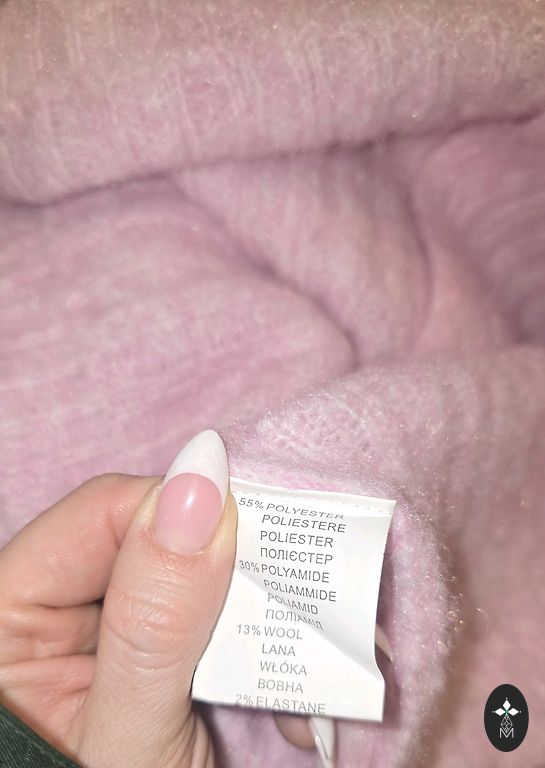 55% POLYESTER
POLIESTERE
POLIESTER
ПОЛІЄСТЕР
30% POLYAMIDE
POLIAMMIDE
POLIAMID
ПОЛІАМІД
13% WOOL
LANA
WŁÓKA
ВОВНА
2% ELASTANE